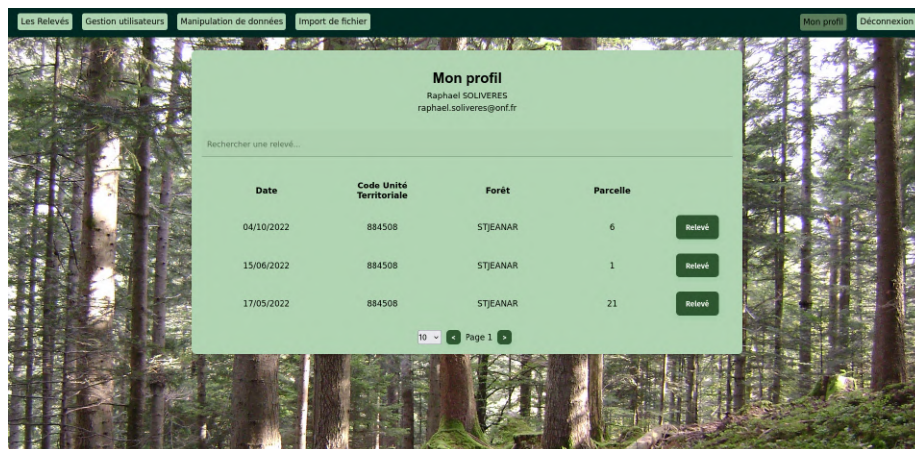 Les Relevés Gestion utilisateurs Manipulation de données Import de fichier Mon profil Déconnexion
Mon profil
Raphael SOLIVERES
raphael.soliveres@onf.fr
Rechercher une relevé...
Date Code Unité Territoriale Forêt Parcelle
04/10/2022 884508 STJEANAR 6 Relevé
15/06/2022 884508 STJEANAR 1 Relevé
17/05/2022 884508 STJEANAR 21 Relevé
10 < Page 1 >